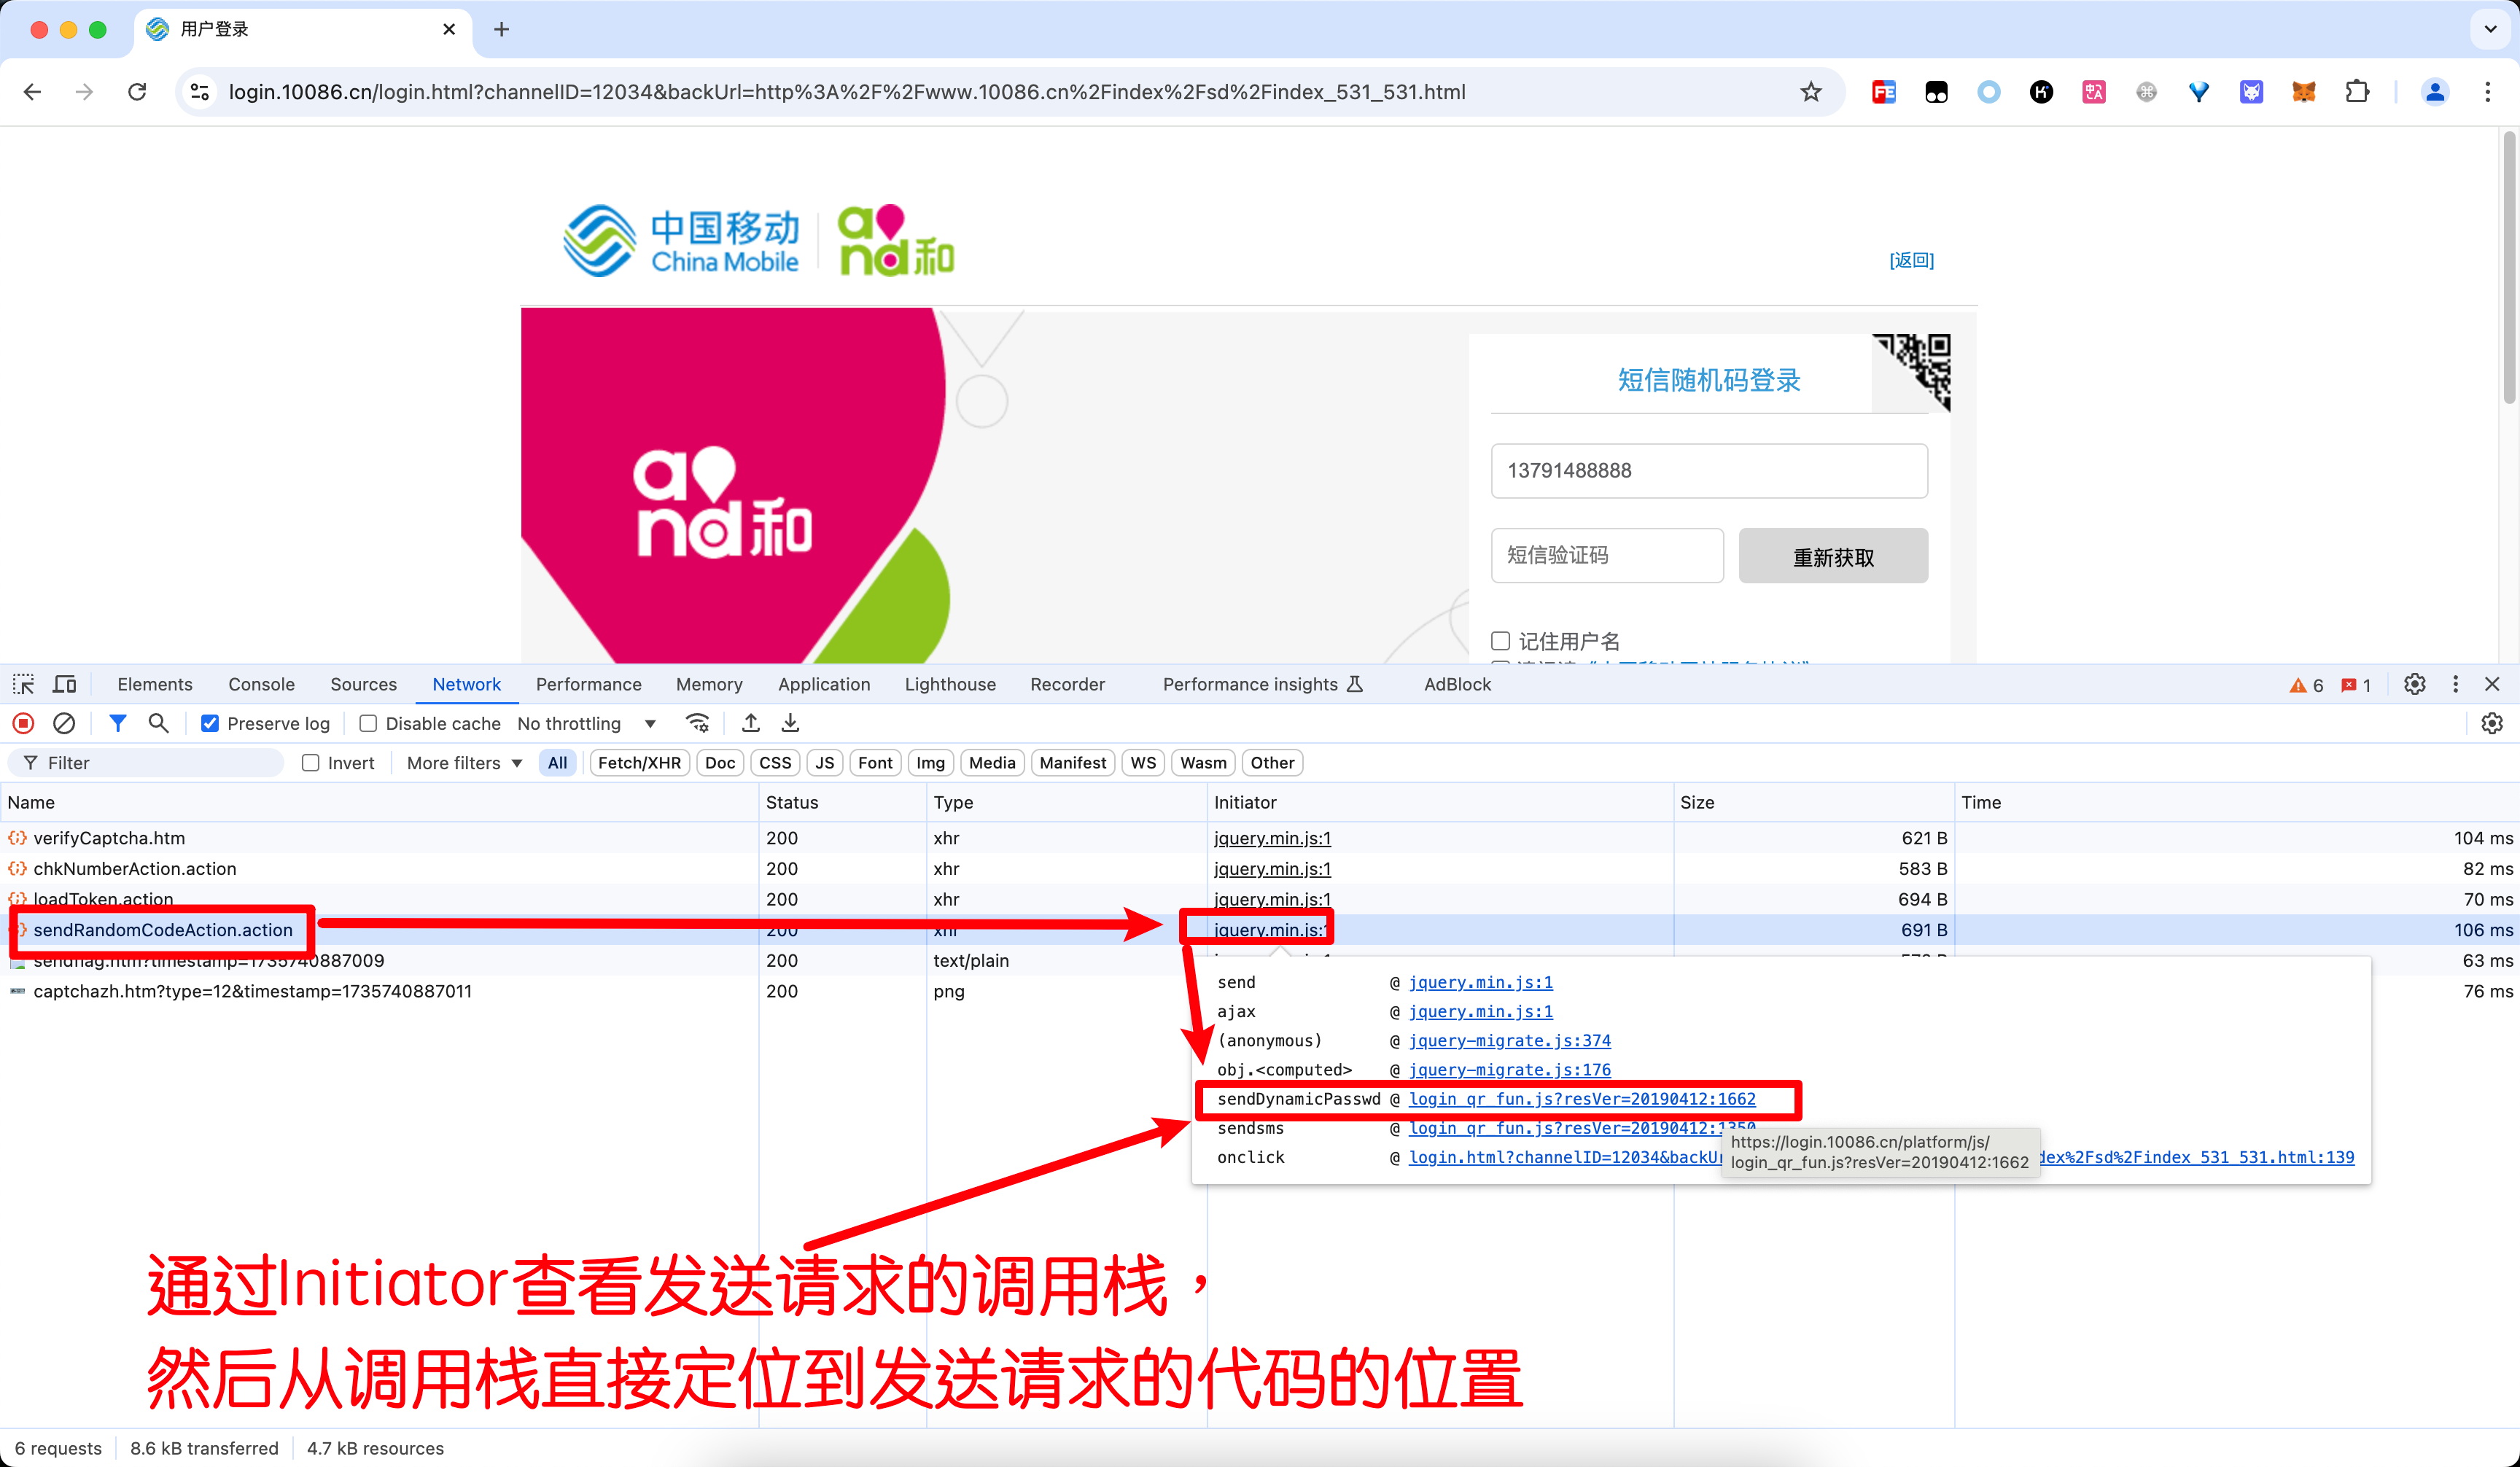 用户登录
login.10086.cn/login.html?channelID=12034&backUrl=http%3A%2F%2Fwww.10086.cn%2Findex%2Fsd%2Findex_531_531.html
中国移动
China Mobile
and和
[返回]
and和
短信随机码登录
13791488888
短信验证码
重新获取
记住用户名
Elements Console Sources Network Performance Memory Application Lighthouse Recorder Performance insights AdBlock 6 1
Preserve log Disable cache No throttling
Filter Invert More filters All Fetch/XHR Doc CSS JS Font Img Media Manifest WS Wasm Other
Name Status Type Initiator Size Time
verifyCaptcha.htm 200 xhr jquery.min.js:1 621 B 104 ms
chkNumberAction.action 200 xhr jquery.min.js:1 583 B 82 ms
loadToken.action 200 xhr jquery.min.js:1 694 B 70 ms
sendRandomCodeAction.action 200 xhr jquery.min.js:1 691 B 106 ms
sendflag.htm?timestamp=1735740887009 200 text/plain 63 ms
captchazh.htm?type=12&timestamp=1735740887011 200 png 76 ms
send @ jquery.min.js:1
ajax @ jquery.min.js:1
(anonymous) @ jquery-migrate.js:374
obj.<computed> @ jquery-migrate.js:176
sendDynamicPasswd @ login_qr_fun.js?resVer=20190412:1662
sendsms @ login_qr_fun.js?resVer=20190412:1350
onclick @ login.html?channelID=12034&backU dex%2Fsd%2Findex_531_531.html:139
https://login.10086.cn/platform/js/
login_qr_fun.js?resVer=20190412:1662
通过Initiator查看发送请求的调用栈，
然后从调用栈直接定位到发送请求的代码的位置
6 requests 8.6 kB transferred 4.7 kB resources